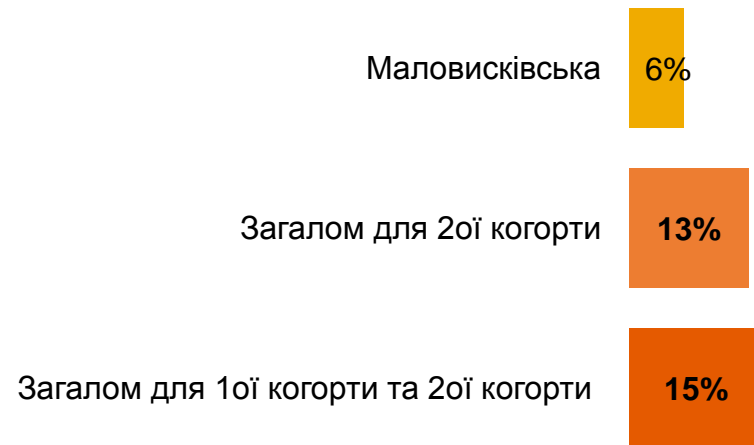 Маловисківська 6%
Загалом для 2ої когорти 13%
Загалом для 1ої когорти та 2ої когорти 15%